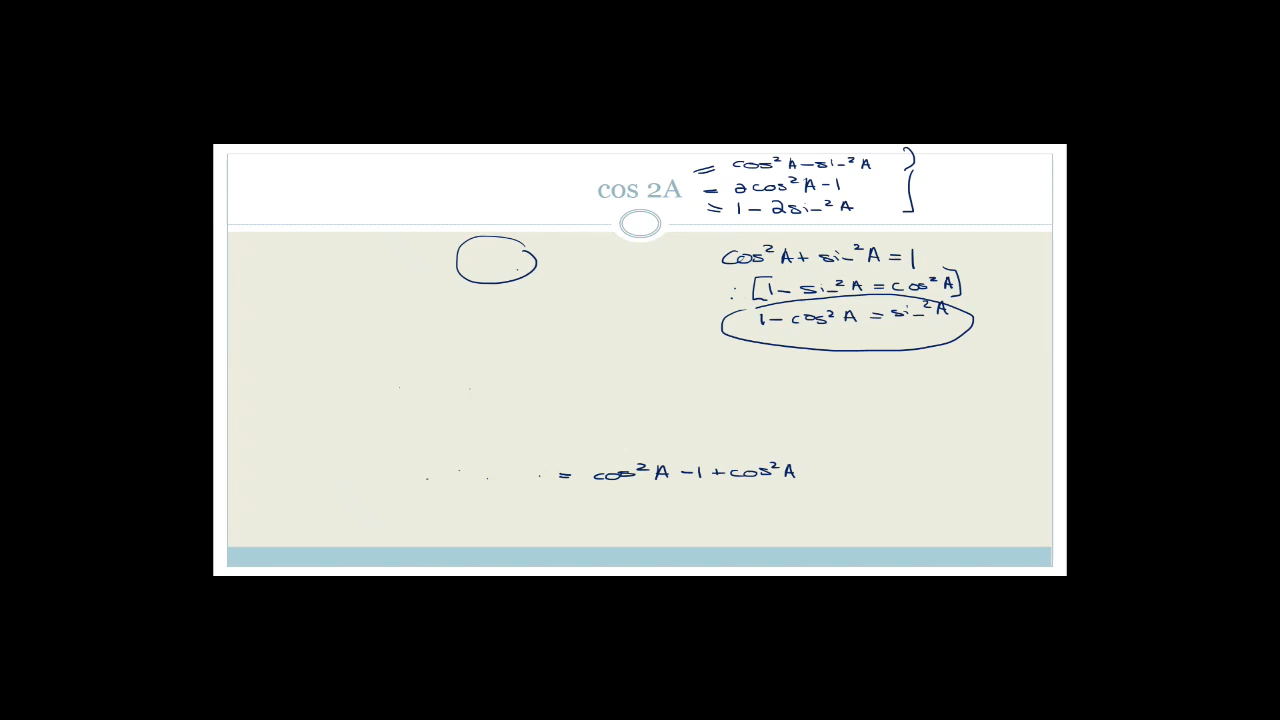 = cos²A - sin²A
cos 2A = 2cos²A - 1
= 1 - 2sin²A
cos²A + sin²A = 1
∴ [1 - sin²A = cos²A]
1 - cos²A = sin²A
= cos²A - 1 + cos²A